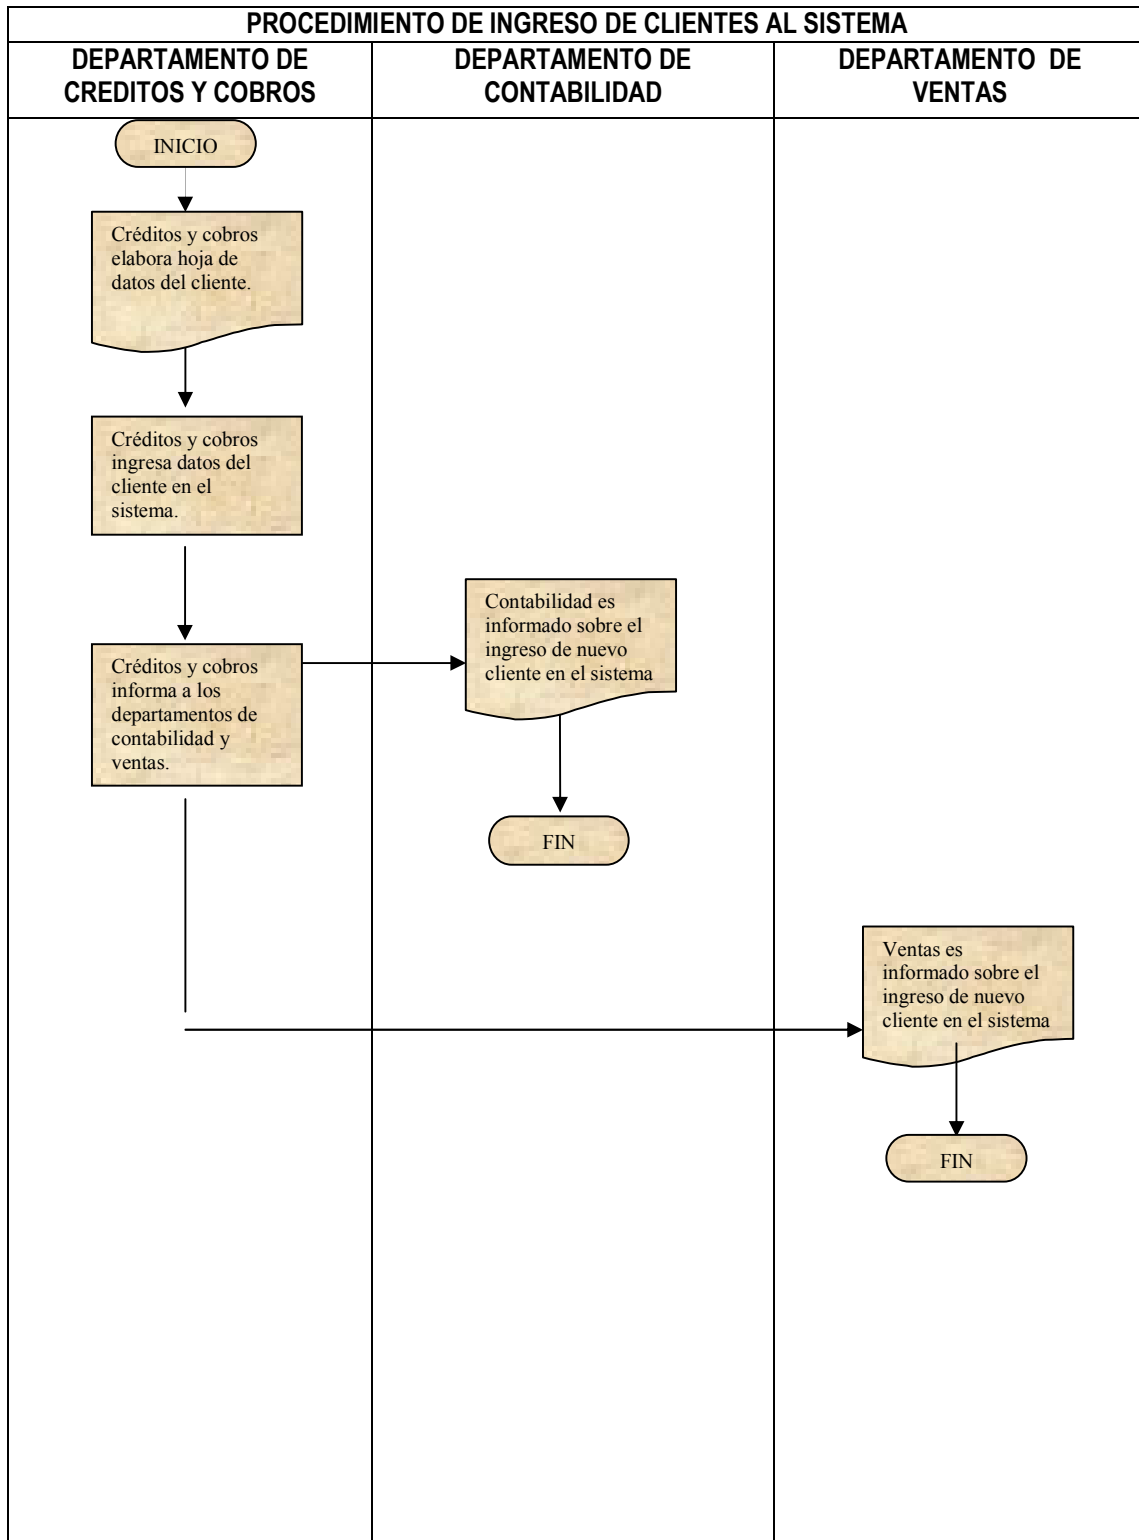 PROCEDIMIENTO DE INGRESO DE CLIENTES AL SISTEMA
DEPARTAMENTO DE
CREDITOS Y COBROS
DEPARTAMENTO DE
CONTABILIDAD
DEPARTAMENTO DE
VENTAS
INICIO
Créditos y cobros
elabora hoja de
datos del cliente.
Créditos y cobros
ingresa datos del
cliente en el
sistema.
Créditos y cobros
informa a los
departamentos de
contabilidad y
ventas.
Contabilidad es
informado sobre el
ingreso de nuevo
cliente en el sistema
FIN
Ventas es
informado sobre el
ingreso de nuevo
cliente en el sistema
FIN